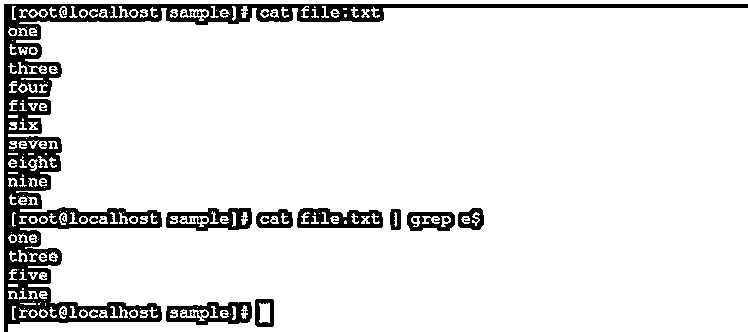 [root@localhost sample]# cat file.txt
one
two
three
four
five
six
seven
eight
nine
ten
[root@localhost sample]# cat file.txt | grep e$
one
three
five
nine
[root@localhost sample]#